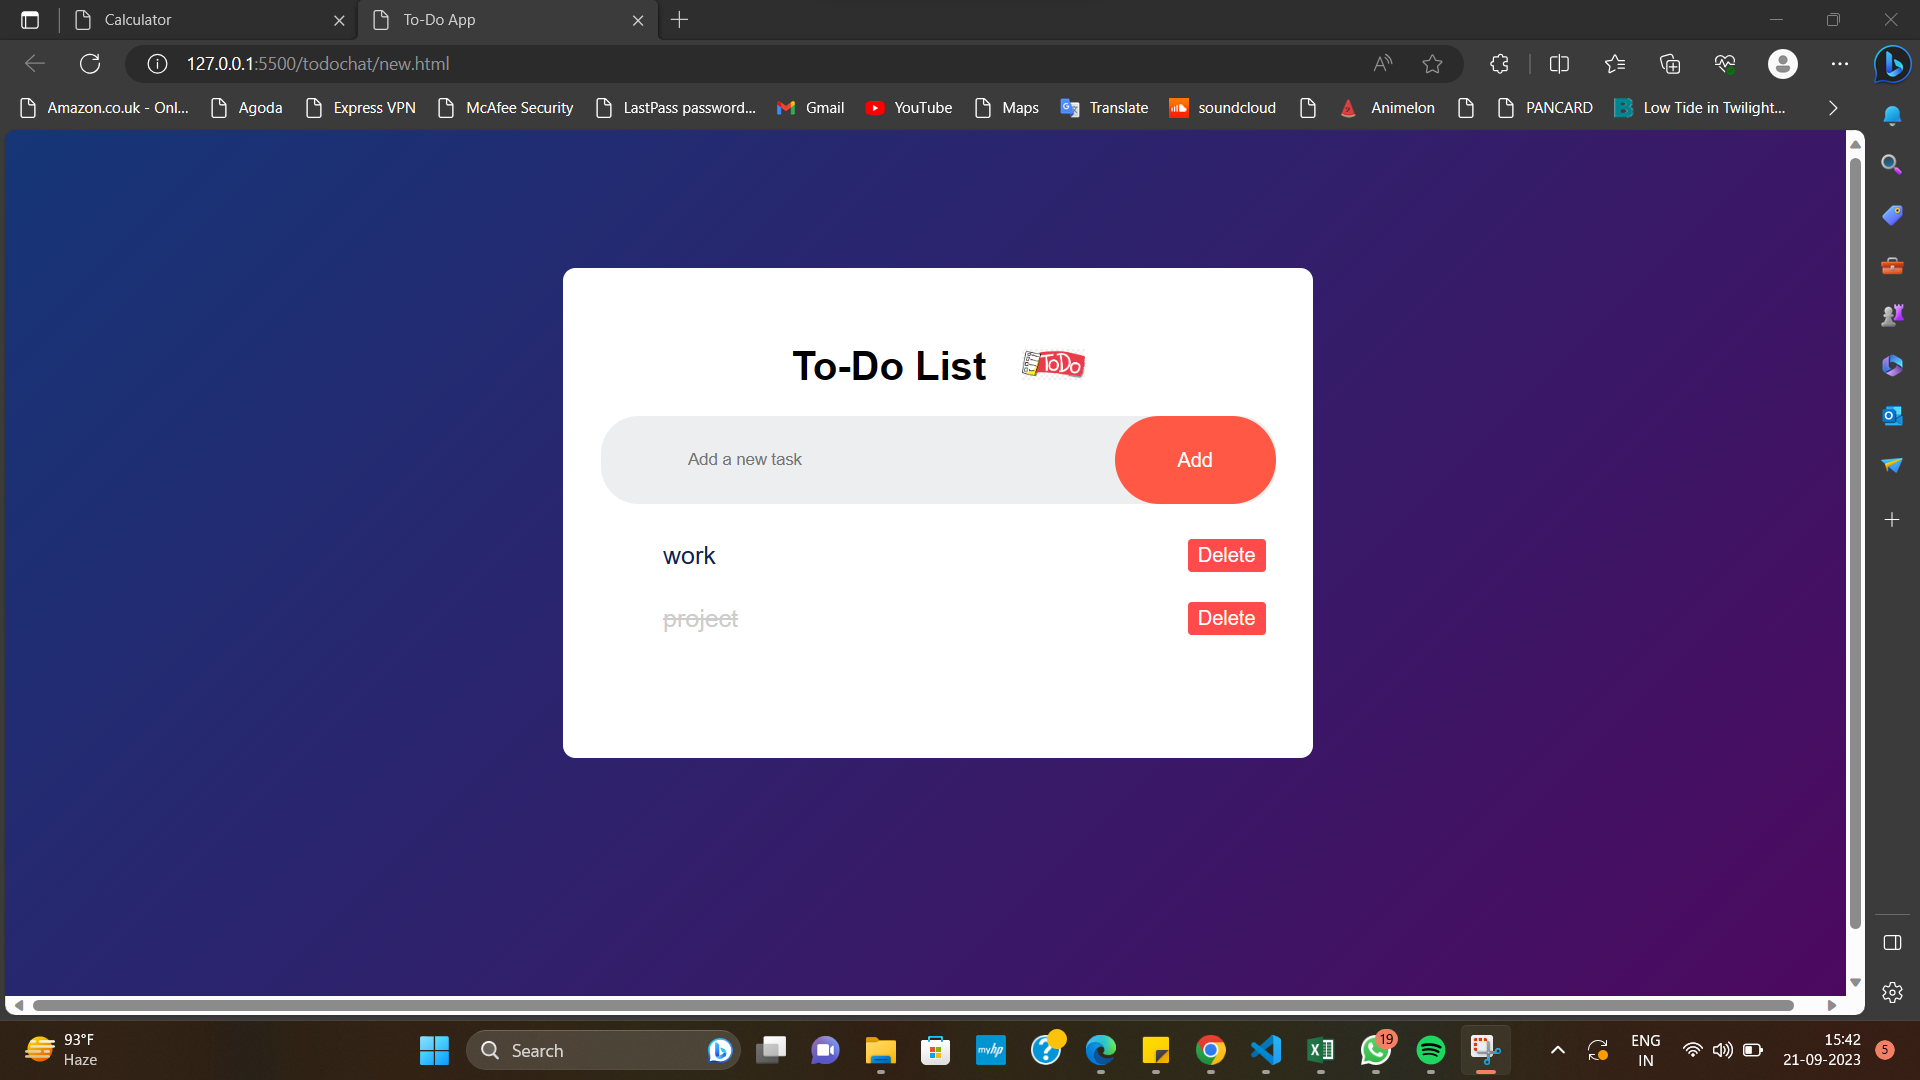 Calculator
To-Do App
127.0.0.1:5500/todochat/new.html
Amazon.co.uk - Onl... Agoda Express VPN McAfee Security LastPass password... Gmail YouTube Maps Translate soundcloud Animelon PANCARD Low Tide in Twilight...
To-Do List ToDo
Add a new task Add
work Delete
project Delete
93°F
Haze
Search
myhp
19
ENG
IN
15:42
21-09-2023
5